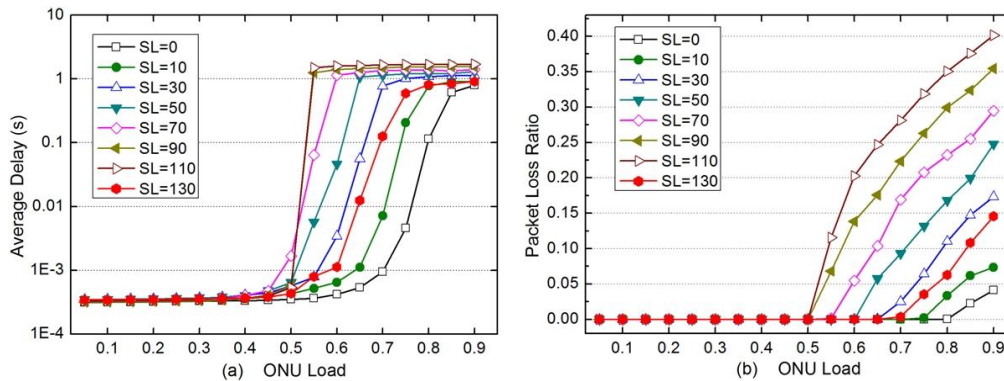 SL=0
SL=10
SL=30
SL=50
SL=70
SL=90
SL=110
SL=130
10
1
0.1
0.01
1E-3
1E-4
Average Delay (s)
0.1 0.2 0.3 0.4 0.5 0.6 0.7 0.8 0.9
(a) ONU Load
SL=0
SL=10
SL=30
SL=50
SL=70
SL=90
SL=110
SL=130
0.40
0.35
0.30
0.25
0.20
0.15
0.10
0.05
0.00
Packet Loss Ratio
0.1 0.2 0.3 0.4 0.5 0.6 0.7 0.8 0.9
(b) ONU Load